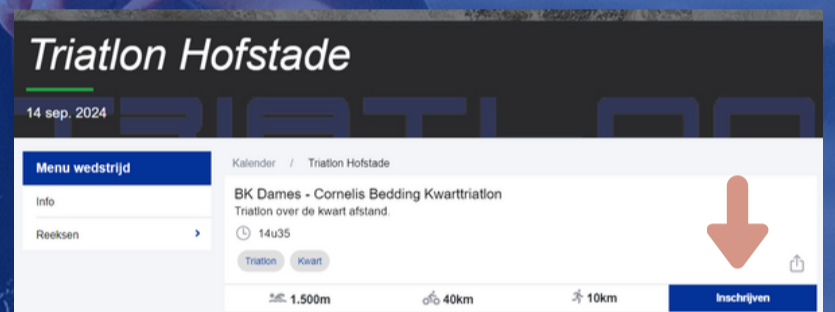 Triatlon Hofstade
14 sep. 2024
TRIATLON
Menu wedstrijd
Info
Reeksen
Kalender / Triatlon Hofstade
BK Dames - Cornelis Bedding Kwarttriatlon
Triatlon over de kwart afstand.
14u35
Triatlon Kwart
1.500m 40km 10km Inschrijven